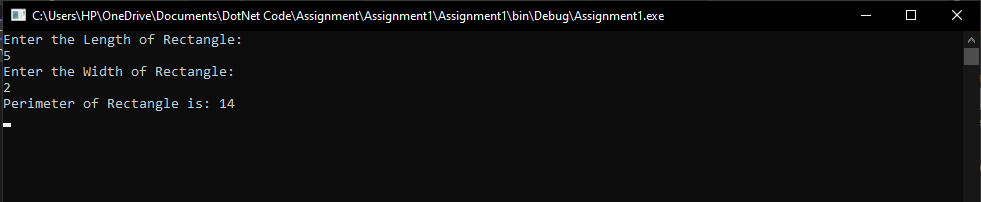 C:\Users\HP\OneDrive\Documents\DotNet Code\Assignment\Assignment1\Assignment1\bin\Debug\Assignment1.exe
Enter the Length of Rectangle:
5
Enter the Width of Rectangle:
2
Perimeter of Rectangle is: 14